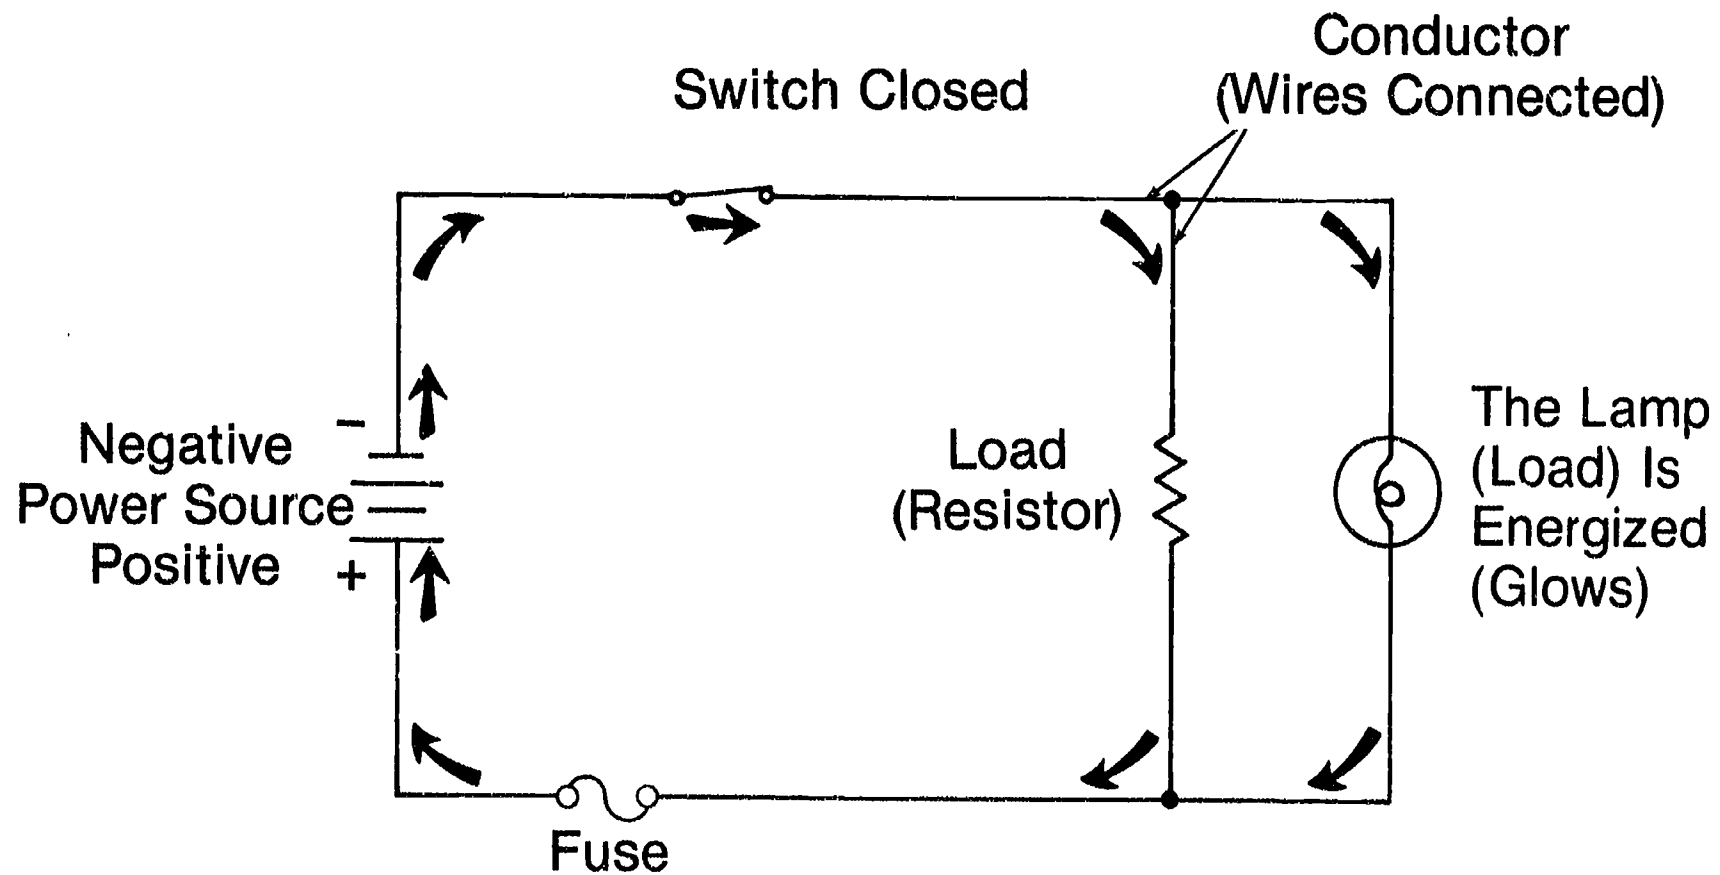 Conductor
(Wires Connected)
Switch Closed
Negative
-
Power Source
Positive
+
Load
(Resistor)
The Lamp
(Load) Is
Energized
(Glows)
Fuse